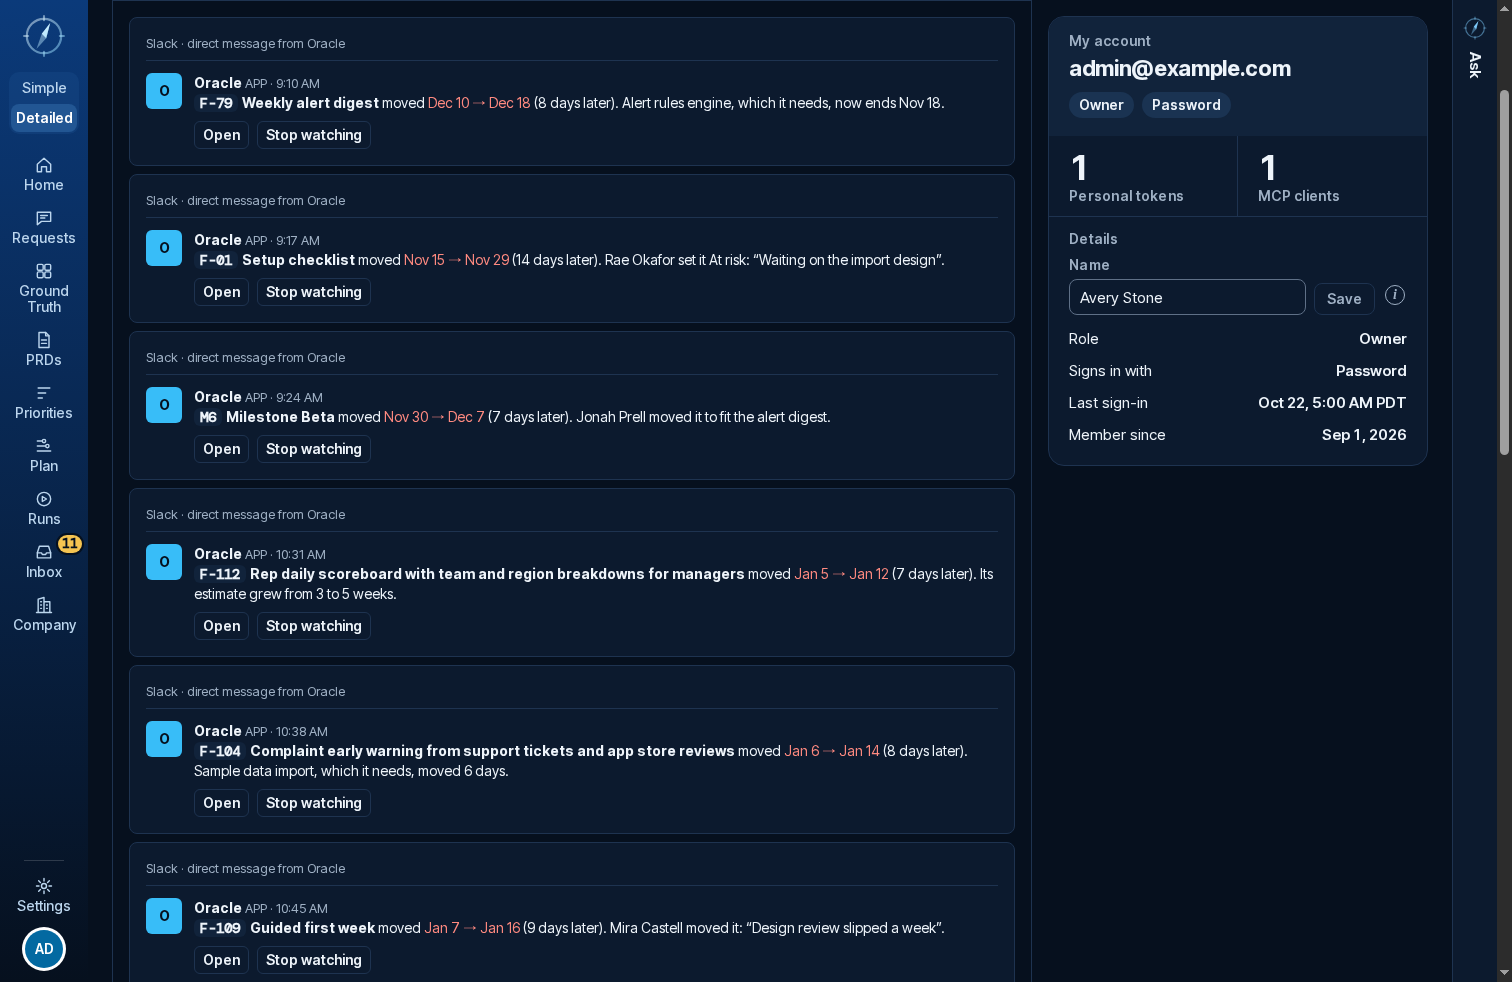 Simple
Detailed
Home
Requests
Ground
Truth
PRDs
Priorities
Plan
Runs
11
Inbox
Company
Settings
AD
Slack · direct message from Oracle
O
Oracle APP · 9:10 AM
F-79 Weekly alert digest moved Dec 10 → Dec 18 (8 days later). Alert rules engine, which it needs, now ends Nov 18.
Open
Stop watching
Slack · direct message from Oracle
O
Oracle APP · 9:17 AM
F-01 Setup checklist moved Nov 15 → Nov 29 (14 days later). Rae Okafor set it At risk: “Waiting on the import design”.
Open
Stop watching
Slack · direct message from Oracle
O
Oracle APP · 9:24 AM
M6 Milestone Beta moved Nov 30 → Dec 7 (7 days later). Jonah Prell moved it to fit the alert digest.
Open
Stop watching
Slack · direct message from Oracle
O
Oracle APP · 10:31 AM
F-112 Rep daily scoreboard with team and region breakdowns for managers moved Jan 5 → Jan 12 (7 days later). Its
estimate grew from 3 to 5 weeks.
Open
Stop watching
Slack · direct message from Oracle
O
Oracle APP · 10:38 AM
F-104 Complaint early warning from support tickets and app store reviews moved Jan 6 → Jan 14 (8 days later).
Sample data import, which it needs, moved 6 days.
Open
Stop watching
Slack · direct message from Oracle
O
Oracle APP · 10:45 AM
F-109 Guided first week moved Jan 7 → Jan 16 (9 days later). Mira Castell moved it: “Design review slipped a week”.
Open
Stop watching
My account
admin@example.com
Owner
Password
1
Personal tokens
1
MCP clients
Details
Name
Avery Stone
Save
i
Role
Owner
Signs in with
Password
Last sign-in
Oct 22, 5:00 AM PDT
Member since
Sep 1, 2026
Ask